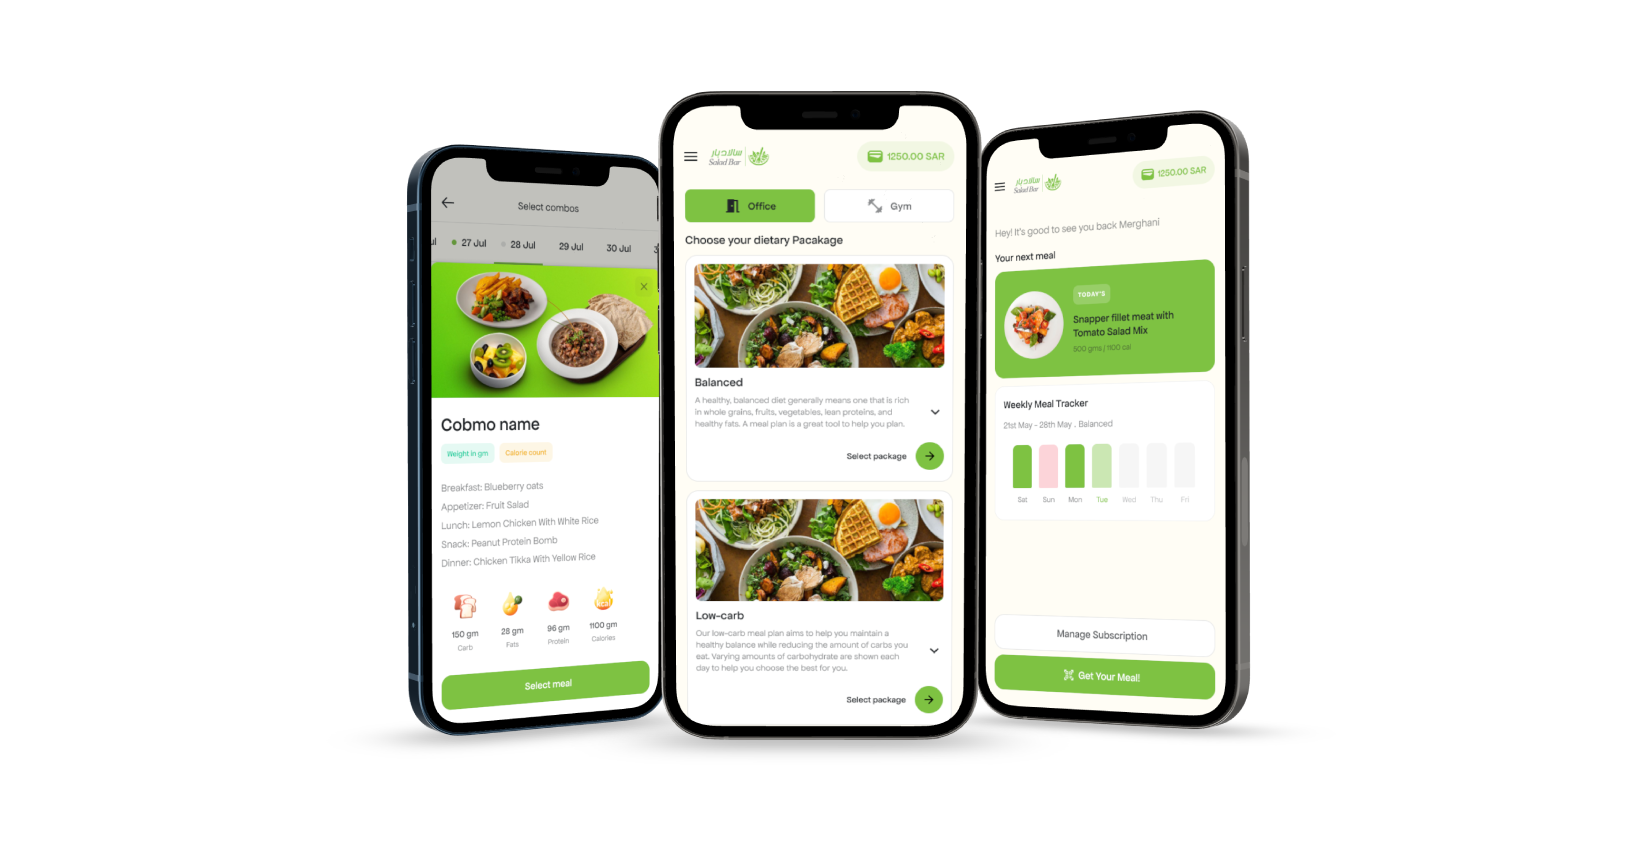 Select combos
ul
27 Jul
28 Jul
29 Jul
30 Jul
3
Cobmo name
Weight in gm
Calorie count
Breakfast: Blueberry oats
Appetizer: Fruit Salad
Lunch: Lemon Chicken With White Rice
Snack: Peanut Protein Bomb
Dinner: Chicken Tikka With Yellow Rice
150 gm
Carb
28 gm
Fats
96 gm
Protein
1100 gm
Calories
Select meal
سالاد بار
Salad Bar
1250.00 SAR
Office
Gym
Choose your dietary Pacakage
Balanced
A healthy, balanced diet generally means one that is rich
in whole grains, fruits, vegetables, lean proteins, and
healthy fats. A meal plan is a great tool to help you plan.
Select package
Low-carb
Our low-carb meal plan aims to help you maintain a
healthy balance while reducing the amount of carbs you
eat. Varying amounts of carbohydrate are shown each
day to help you choose the best for you.
Select package
سالاد بار
Salad Bar
1250.00 SAR
Hey! It's good to see you back Merghani
Your next meal
TODAY'S
Snapper fillet meat with
Tomato Salad Mix
500 gms / 1100 cal
Weekly Meal Tracker
21st May - 28th May . Balanced
Sat Sun Mon Tue Wed Thu Fri
Manage Subscription
Get Your Meal!